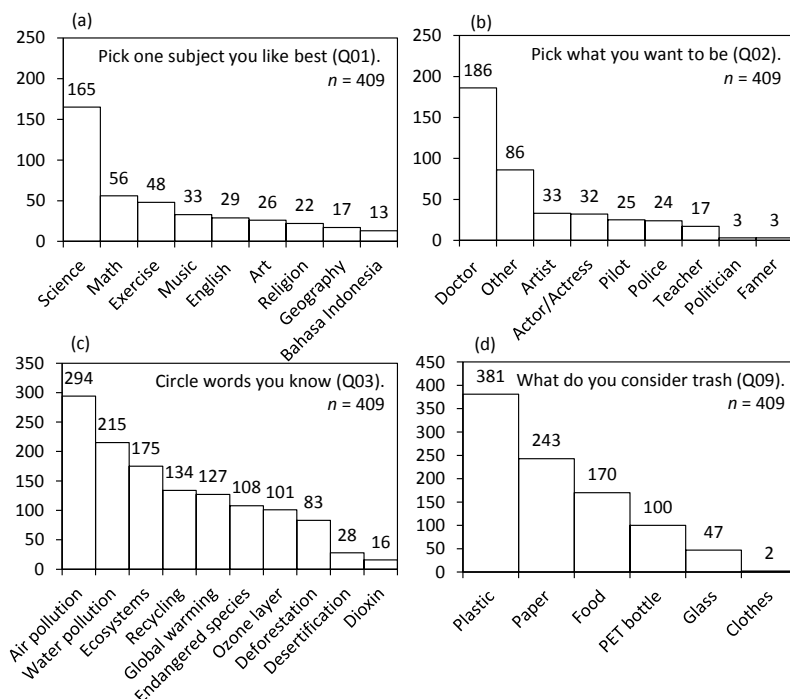 (a)
Pick one subject you like best (Q01).
n = 409
250
200
150
100
50
0
165
56
48
33
29
26
22
17
13
Science
Math
Exercise
Music
English
Art
Religion
Geography
Bahasa Indonesia
(b)
Pick what you want to be (Q02).
n = 409
250
200
150
100
50
0
186
86
33
32
25
24
17
3
3
Doctor
Other
Artist
Actor/Actress
Pilot
Police
Teacher
Politician
Famer
(c)
Circle words you know (Q03).
n = 409
350
300
250
200
150
100
50
0
294
215
175
134
127
108
101
83
28
16
Air pollution
Water pollution
Ecosystems
Recycling
Global warming
Endangered species
Ozone layer
Deforestation
Desertification
Dioxin
(d)
What do you consider trash (Q09).
n = 409
450
400
350
300
250
200
150
100
50
0
381
243
170
100
47
2
Plastic
Paper
Food
PET bottle
Glass
Clothes